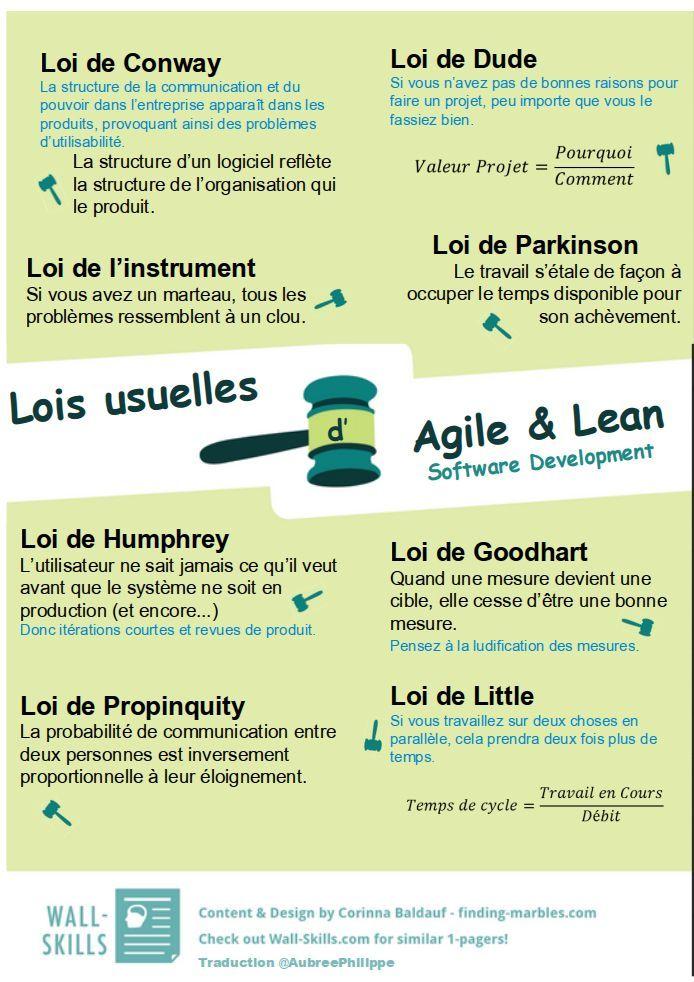 Loi de Conway
La structure de la communication et du
pouvoir dans l'entreprise apparaît dans les
produits, provoquant ainsi des problèmes
d'utilisabilité.
La structure d'un logiciel reflète
la structure de l'organisation qui
le produit.
Loi de Dude
Si vous n'avez pas de bonnes raisons pour
faire un projet, peu importe que vous le
fassiez bien.
Valeur Projet = Pourquoi / Comment
Loi de l'instrument
Si vous avez un marteau, tous les
problèmes ressemblent à un clou.
Loi de Parkinson
Le travail s'étale de façon à
occuper le temps disponible pour
son achèvement.
Lois usuelles
d'
Agile & Lean
Software Development
Loi de Humphrey
L'utilisateur ne sait jamais ce qu'il veut
avant que le système ne soit en
production (et encore...)
Donc itérations courtes et revues de produit.
Loi de Goodhart
Quand une mesure devient une
cible, elle cesse d'être une bonne
mesure.
Pensez à la ludification des mesures.
Loi de Propinquity
La probabilité de communication entre
deux personnes est inversement
proportionnelle à leur éloignement.
Loi de Little
Si vous travaillez sur deux choses en
parallèle, cela prendra deux fois plus de
temps.
Temps de cycle = Travail en Cours / Débit
WALL-
SKILLS
Content & Design by Corinna Baldauf - finding-marbles.com
Check out Wall-Skills.com for similar 1-pagers!
Traduction @AubreePhilippe